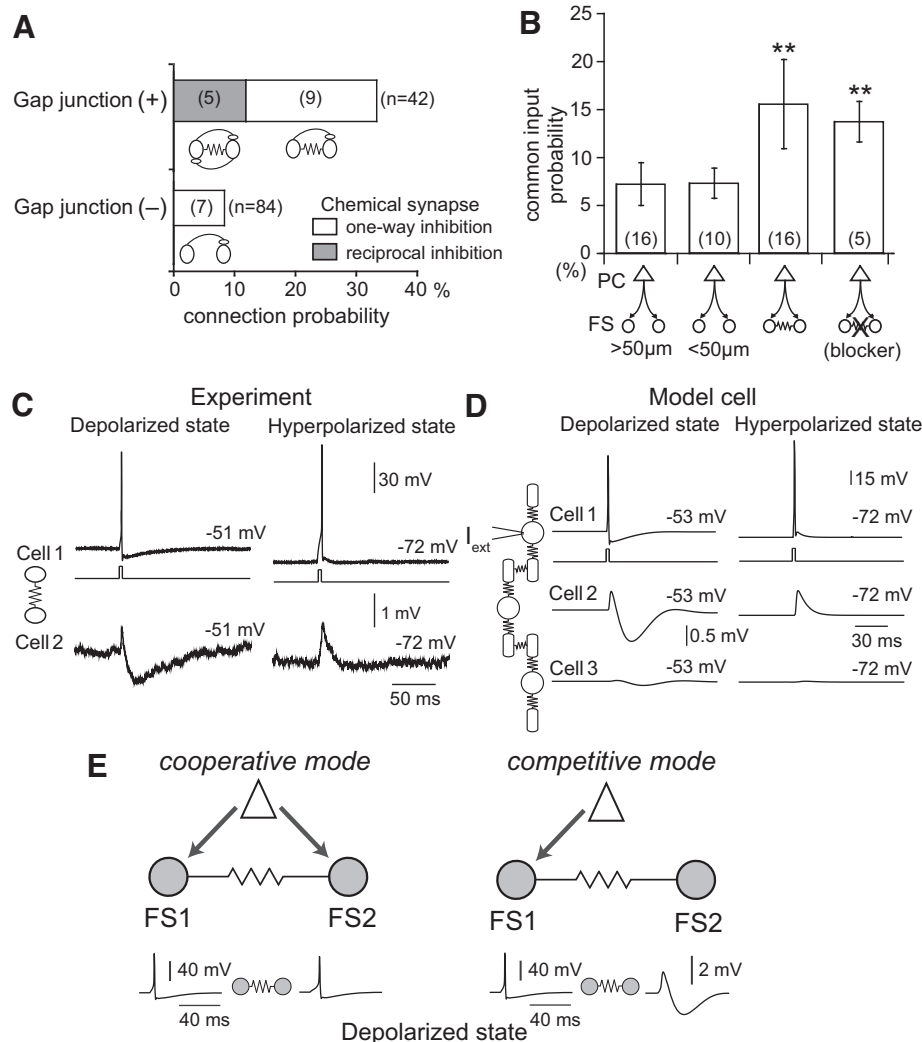 A
Gap junction (+)
(5)
(9)
(n=42)
Gap junction (–)
(7)
(n=84)
Chemical synapse
one-way inhibition
reciprocal inhibition
0 10 20 30 40 %
connection probability
B
common input
probability
25
20
15
10
5
0
(%)
** **
(16) (10) (16) (5)
PC
FS
>50µm <50µm (blocker)
X
C
Experiment
Depolarized state Hyperpolarized state
30 mV
-51 mV -72 mV
Cell 1
1 mV
Cell 2
-51 mV -72 mV
50 ms
D
Model cell
Depolarized state Hyperpolarized state
15 mV
Cell 1
-53 mV -72 mV
Iext
Cell 2
-53 mV -72 mV
0.5 mV
30 ms
Cell 3
-53 mV -72 mV
E
cooperative mode competitive mode
FS1 FS2 FS1 FS2
40 mV 40 mV 2 mV
40 ms 40 ms
Depolarized state